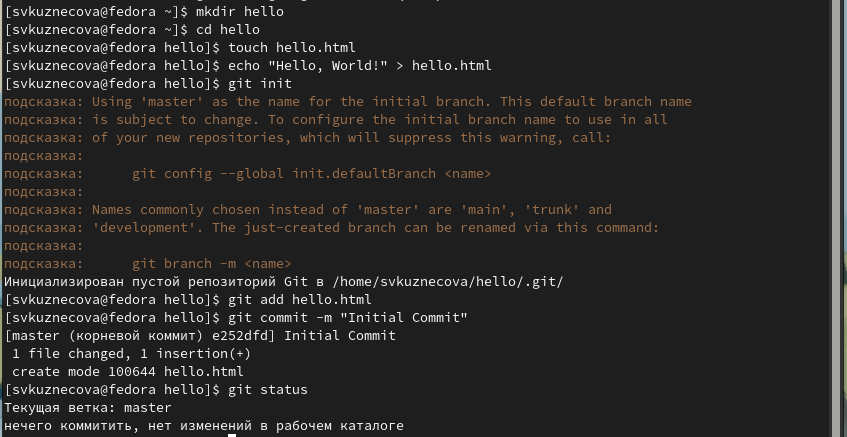 [svkuznecova@fedora ~]$ mkdir hello
[svkuznecova@fedora ~]$ cd hello
[svkuznecova@fedora hello]$ touch hello.html
[svkuznecova@fedora hello]$ echo "Hello, World!" > hello.html
[svkuznecova@fedora hello]$ git init
подсказка: Using 'master' as the name for the initial branch. This default branch name
подсказка: is subject to change. To configure the initial branch name to use in all
подсказка: of your new repositories, which will suppress this warning, call:
подсказка:
подсказка:      git config --global init.defaultBranch <name>
подсказка:
подсказка: Names commonly chosen instead of 'master' are 'main', 'trunk' and
подсказка: 'development'. The just-created branch can be renamed via this command:
подсказка:
подсказка:      git branch -m <name>
Инициализирован пустой репозиторий Git в /home/svkuznecova/hello/.git/
[svkuznecova@fedora hello]$ git add hello.html
[svkuznecova@fedora hello]$ git commit -m "Initial Commit"
[master (корневой коммит) e252dfd] Initial Commit
 1 file changed, 1 insertion(+)
 create mode 100644 hello.html
[svkuznecova@fedora hello]$ git status
Текущая ветка: master
нечего коммитить, нет изменений в рабочем каталоге